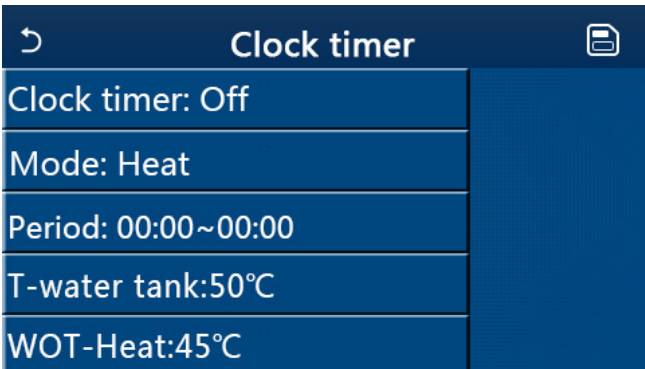 Clock timer
Clock timer: Off
Mode: Heat
Period: 00:00~00:00
T-water tank:50℃
WOT-Heat:45℃